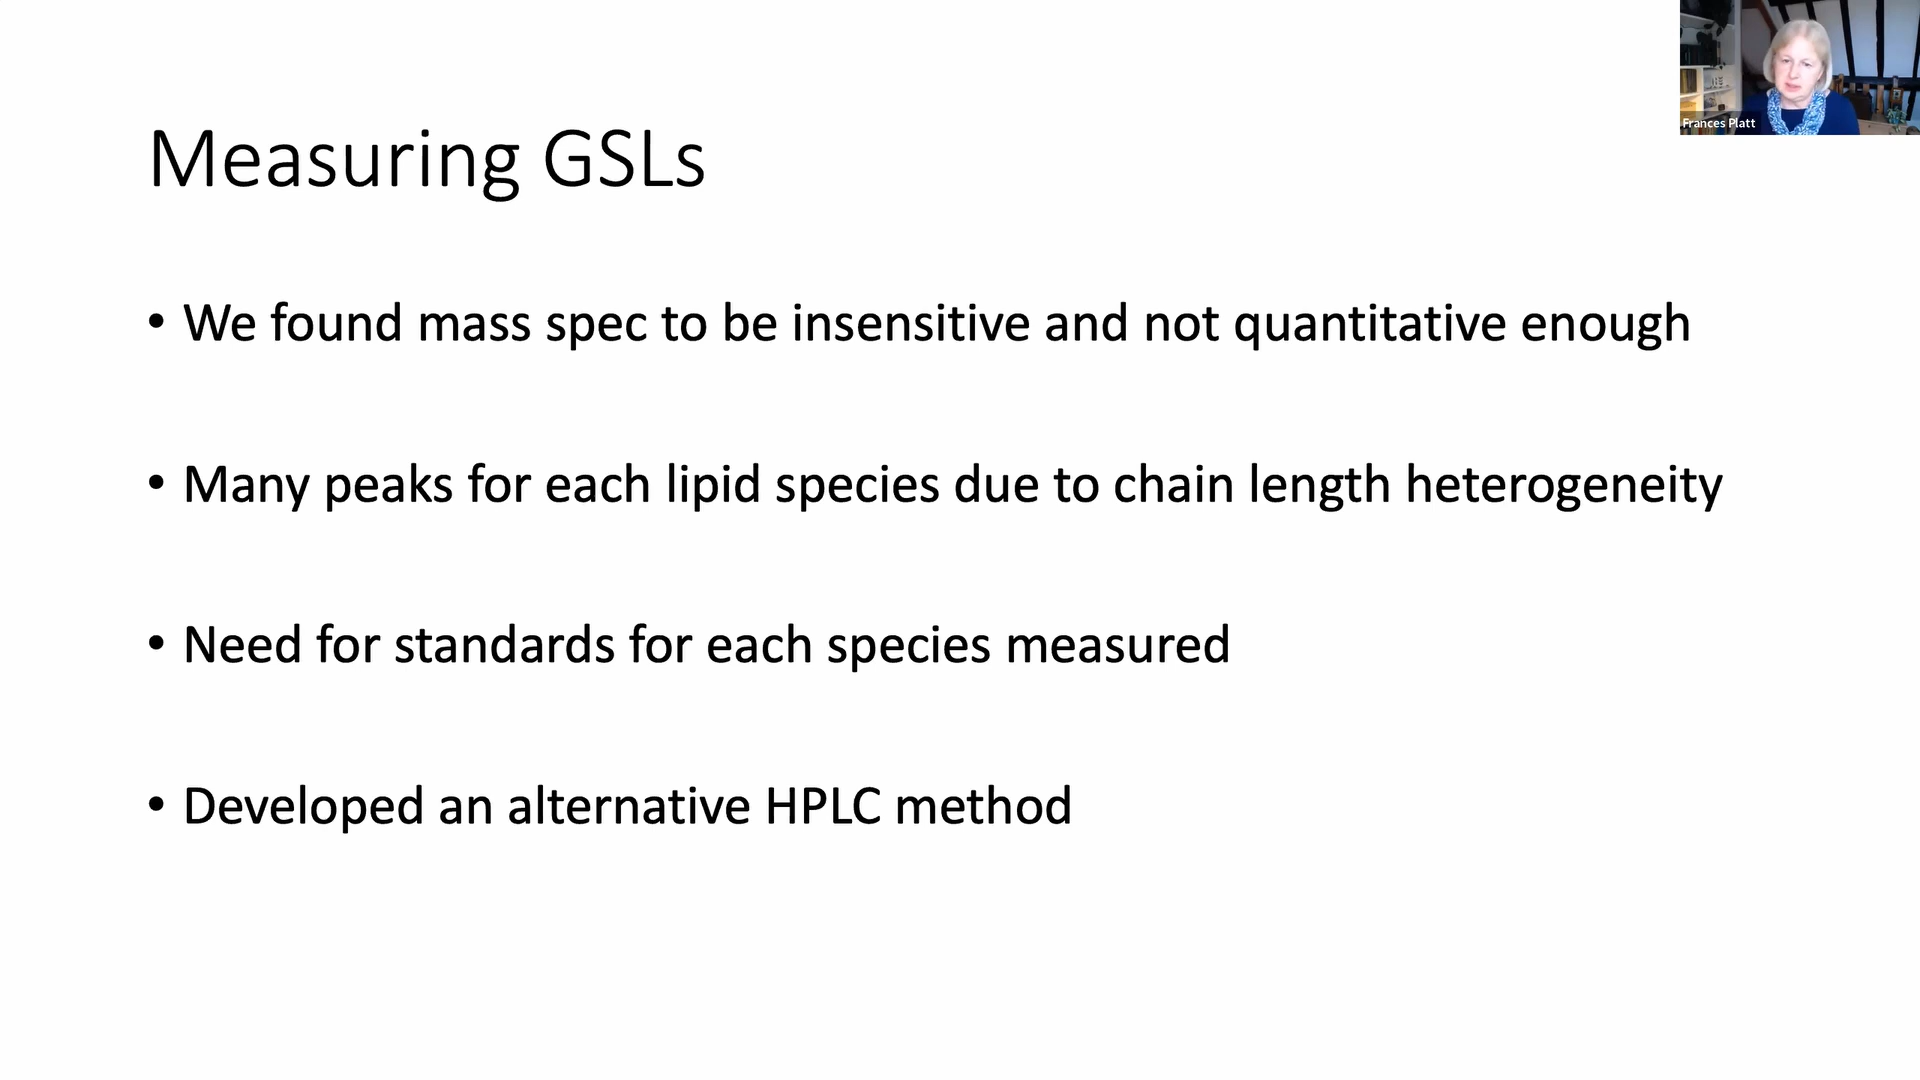 Frances Platt
Measuring GSLs
• We found mass spec to be insensitive and not quantitative enough
• Many peaks for each lipid species due to chain length heterogeneity
• Need for standards for each species measured
• Developed an alternative HPLC method